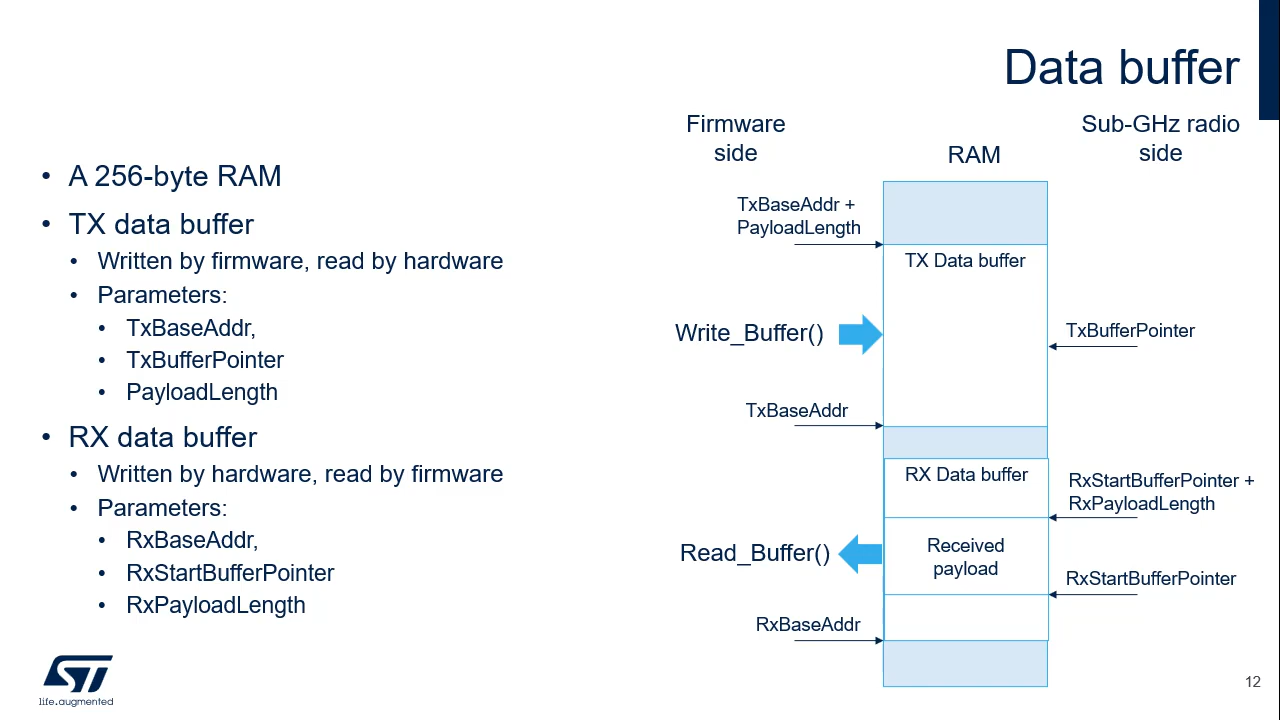 Data buffer
• A 256-byte RAM
• TX data buffer
• Written by firmware, read by hardware
• Parameters:
• TxBaseAddr,
• TxBufferPointer
• PayloadLength
• RX data buffer
• Written by hardware, read by firmware
• Parameters:
• RxBaseAddr,
• RxStartBufferPointer
• RxPayloadLength
Firmware
side
RAM
Sub-GHz radio
side
TxBaseAddr +
PayloadLength
TX Data buffer
Write_Buffer()
TxBufferPointer
TxBaseAddr
RX Data buffer
RxStartBufferPointer +
RxPayloadLength
Read_Buffer()
Received
payload
RxStartBufferPointer
RxBaseAddr
ST
life.augmented
12